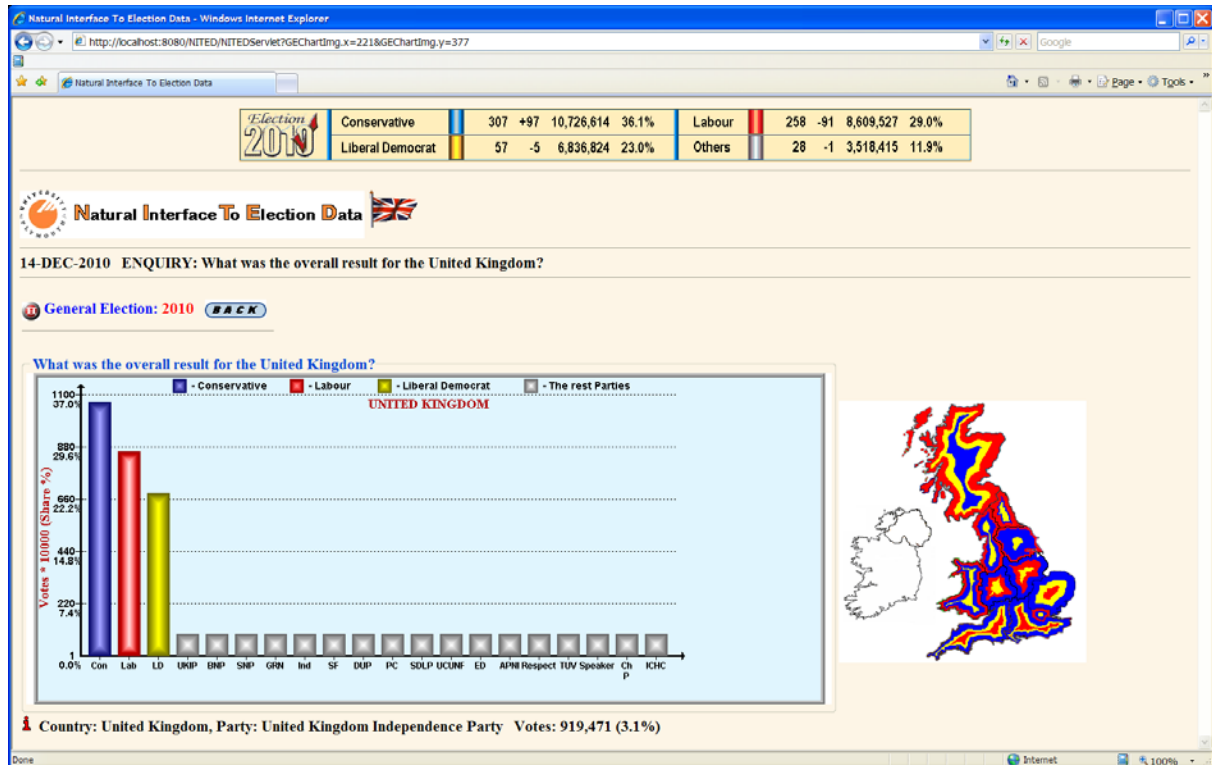 Natural Interface To Election Data - Windows Internet Explorer
http://localhost:8080/NITED/NITEDServlet?GEChartImg.x=221&GEChartImg.y=377
Google
Natural Interface To Election Data
Page
Tools
Election 2010
Conservative 307 +97 10,726,614 36.1% Labour 258 -91 8,609,527 29.0%
Liberal Democrat 57 -5 6,836,824 23.0% Others 28 -1 3,518,415 11.9%
Natural Interface To Election Data
14-DEC-2010 ENQUIRY: What was the overall result for the United Kingdom?
General Election: 2010 BACK
What was the overall result for the United Kingdom?
- Conservative - Labour - Liberal Democrat - The rest Parties
UNITED KINGDOM
Votes * 10000 (Share %)
1100
37.0%
880
29.6%
660
22.2%
440
14.8%
220
7.4%
1
0.0%
Con Lab LD UKIP BNP SNP GRN Ind SF DUP PC SDLP UCUNF ED APNI Respect TUV Speaker Ch P ICHC
i Country: United Kingdom, Party: United Kingdom Independence Party Votes: 919,471 (3.1%)
Done
Internet
100%